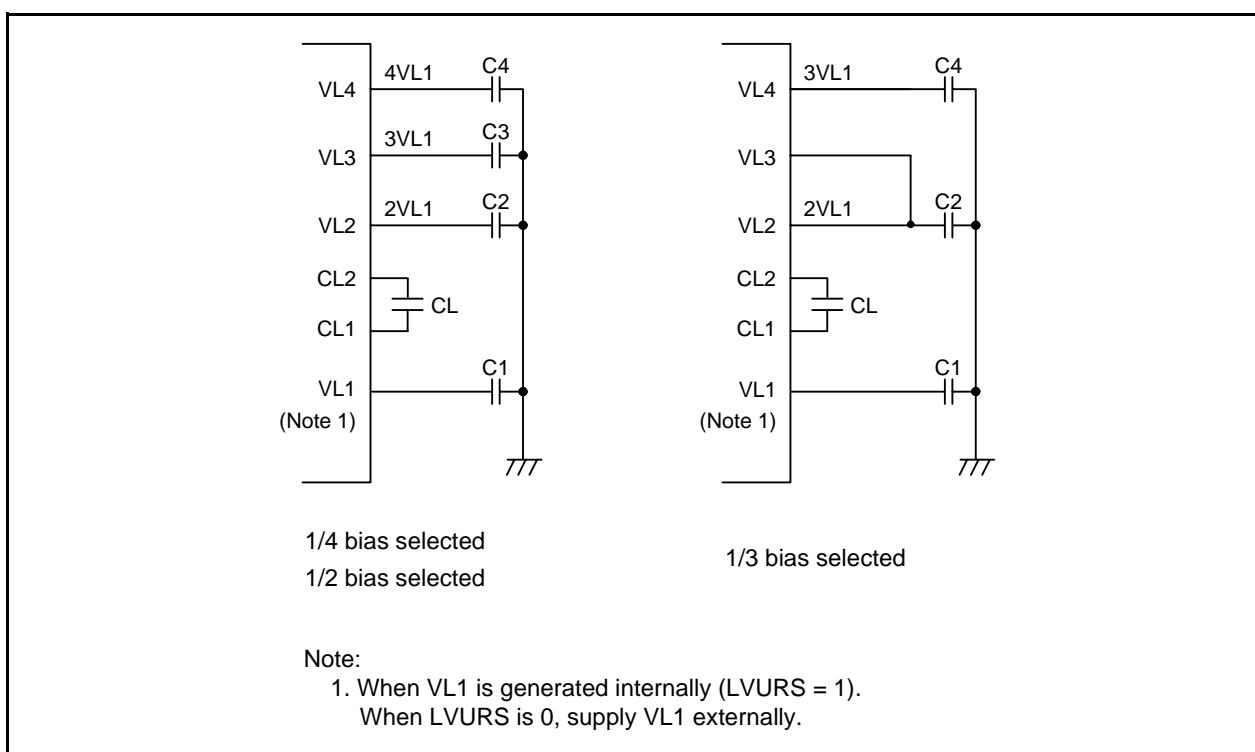 4VL1
C4
VL4
3VL1
C3
VL3
2VL1
C2
VL2
CL2
CL
CL1
C1
VL1
(Note 1)
1/4 bias selected
1/2 bias selected
3VL1
C4
VL4
VL3
2VL1
C2
VL2
CL2
CL
CL1
C1
VL1
(Note 1)
1/3 bias selected
Note:
1. When VL1 is generated internally (LVURS = 1).
When LVURS is 0, supply VL1 externally.